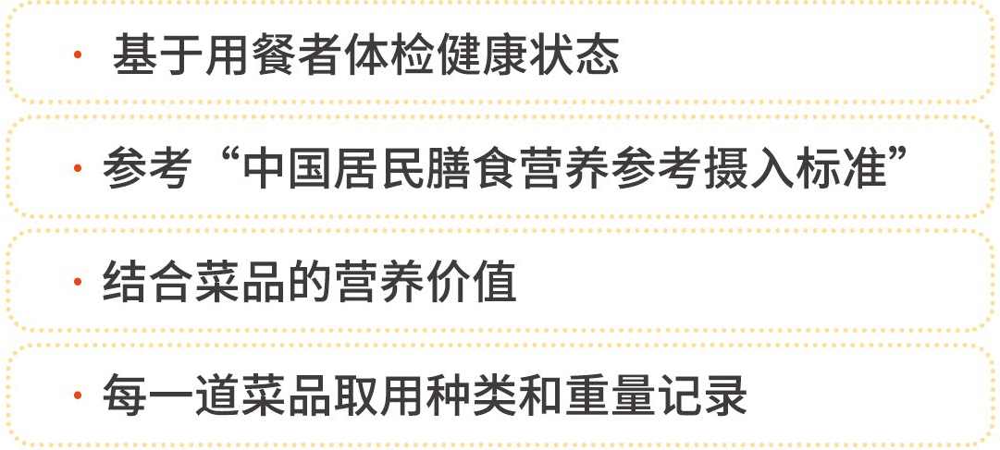 · 基于用餐者体检健康状态
· 参考“中国居民膳食营养参考摄入标准”
· 结合菜品的营养价值
· 每一道菜品取用种类和重量记录